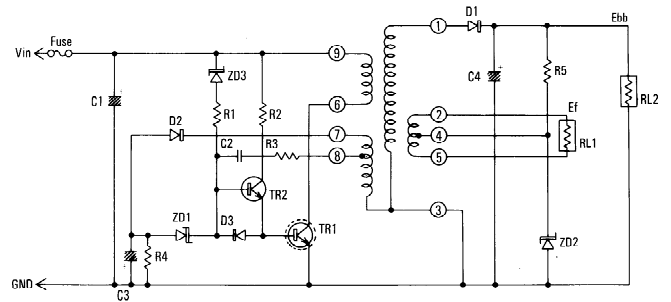 D1
Ebb
Vin
Fuse
9
1
ZD3
C1
R1
R2
C4
R5
RL2
6
D2
7
2
Ef
4
RL1
C2
R3
8
5
TR2
ZD1
D3
TR1
3
R4
ZD2
GND
C3